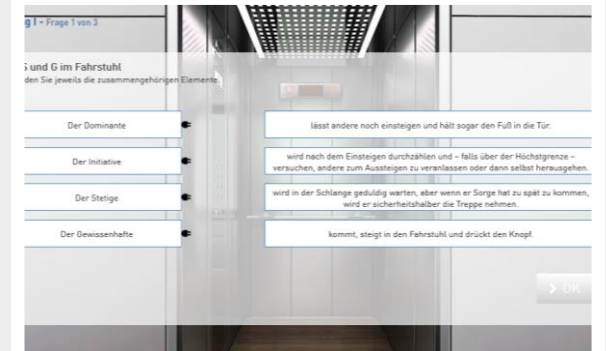 g I - Frage 1 von 3
S und G im Fahrstuhl
den Sie jeweils die zusammengehörigen Elemente.
Der Dominante
lässt andere noch einsteigen und hält sogar den Fuß in die Tür.
Der Initiative
wird nach dem Einsteigen durchzählen und – falls über der Höchstgrenze –
versuchen, andere zum Aussteigen zu veranlassen oder dann selbst herausgehen.
Der Stetige
wird in der Schlange geduldig warten, aber wenn er Sorge hat zu spät zu kommen,
wird er sicherheitshalber die Treppe nehmen.
Der Gewissenhafte
kommt, steigt in den Fahrstuhl und drückt den Knopf.
> OK